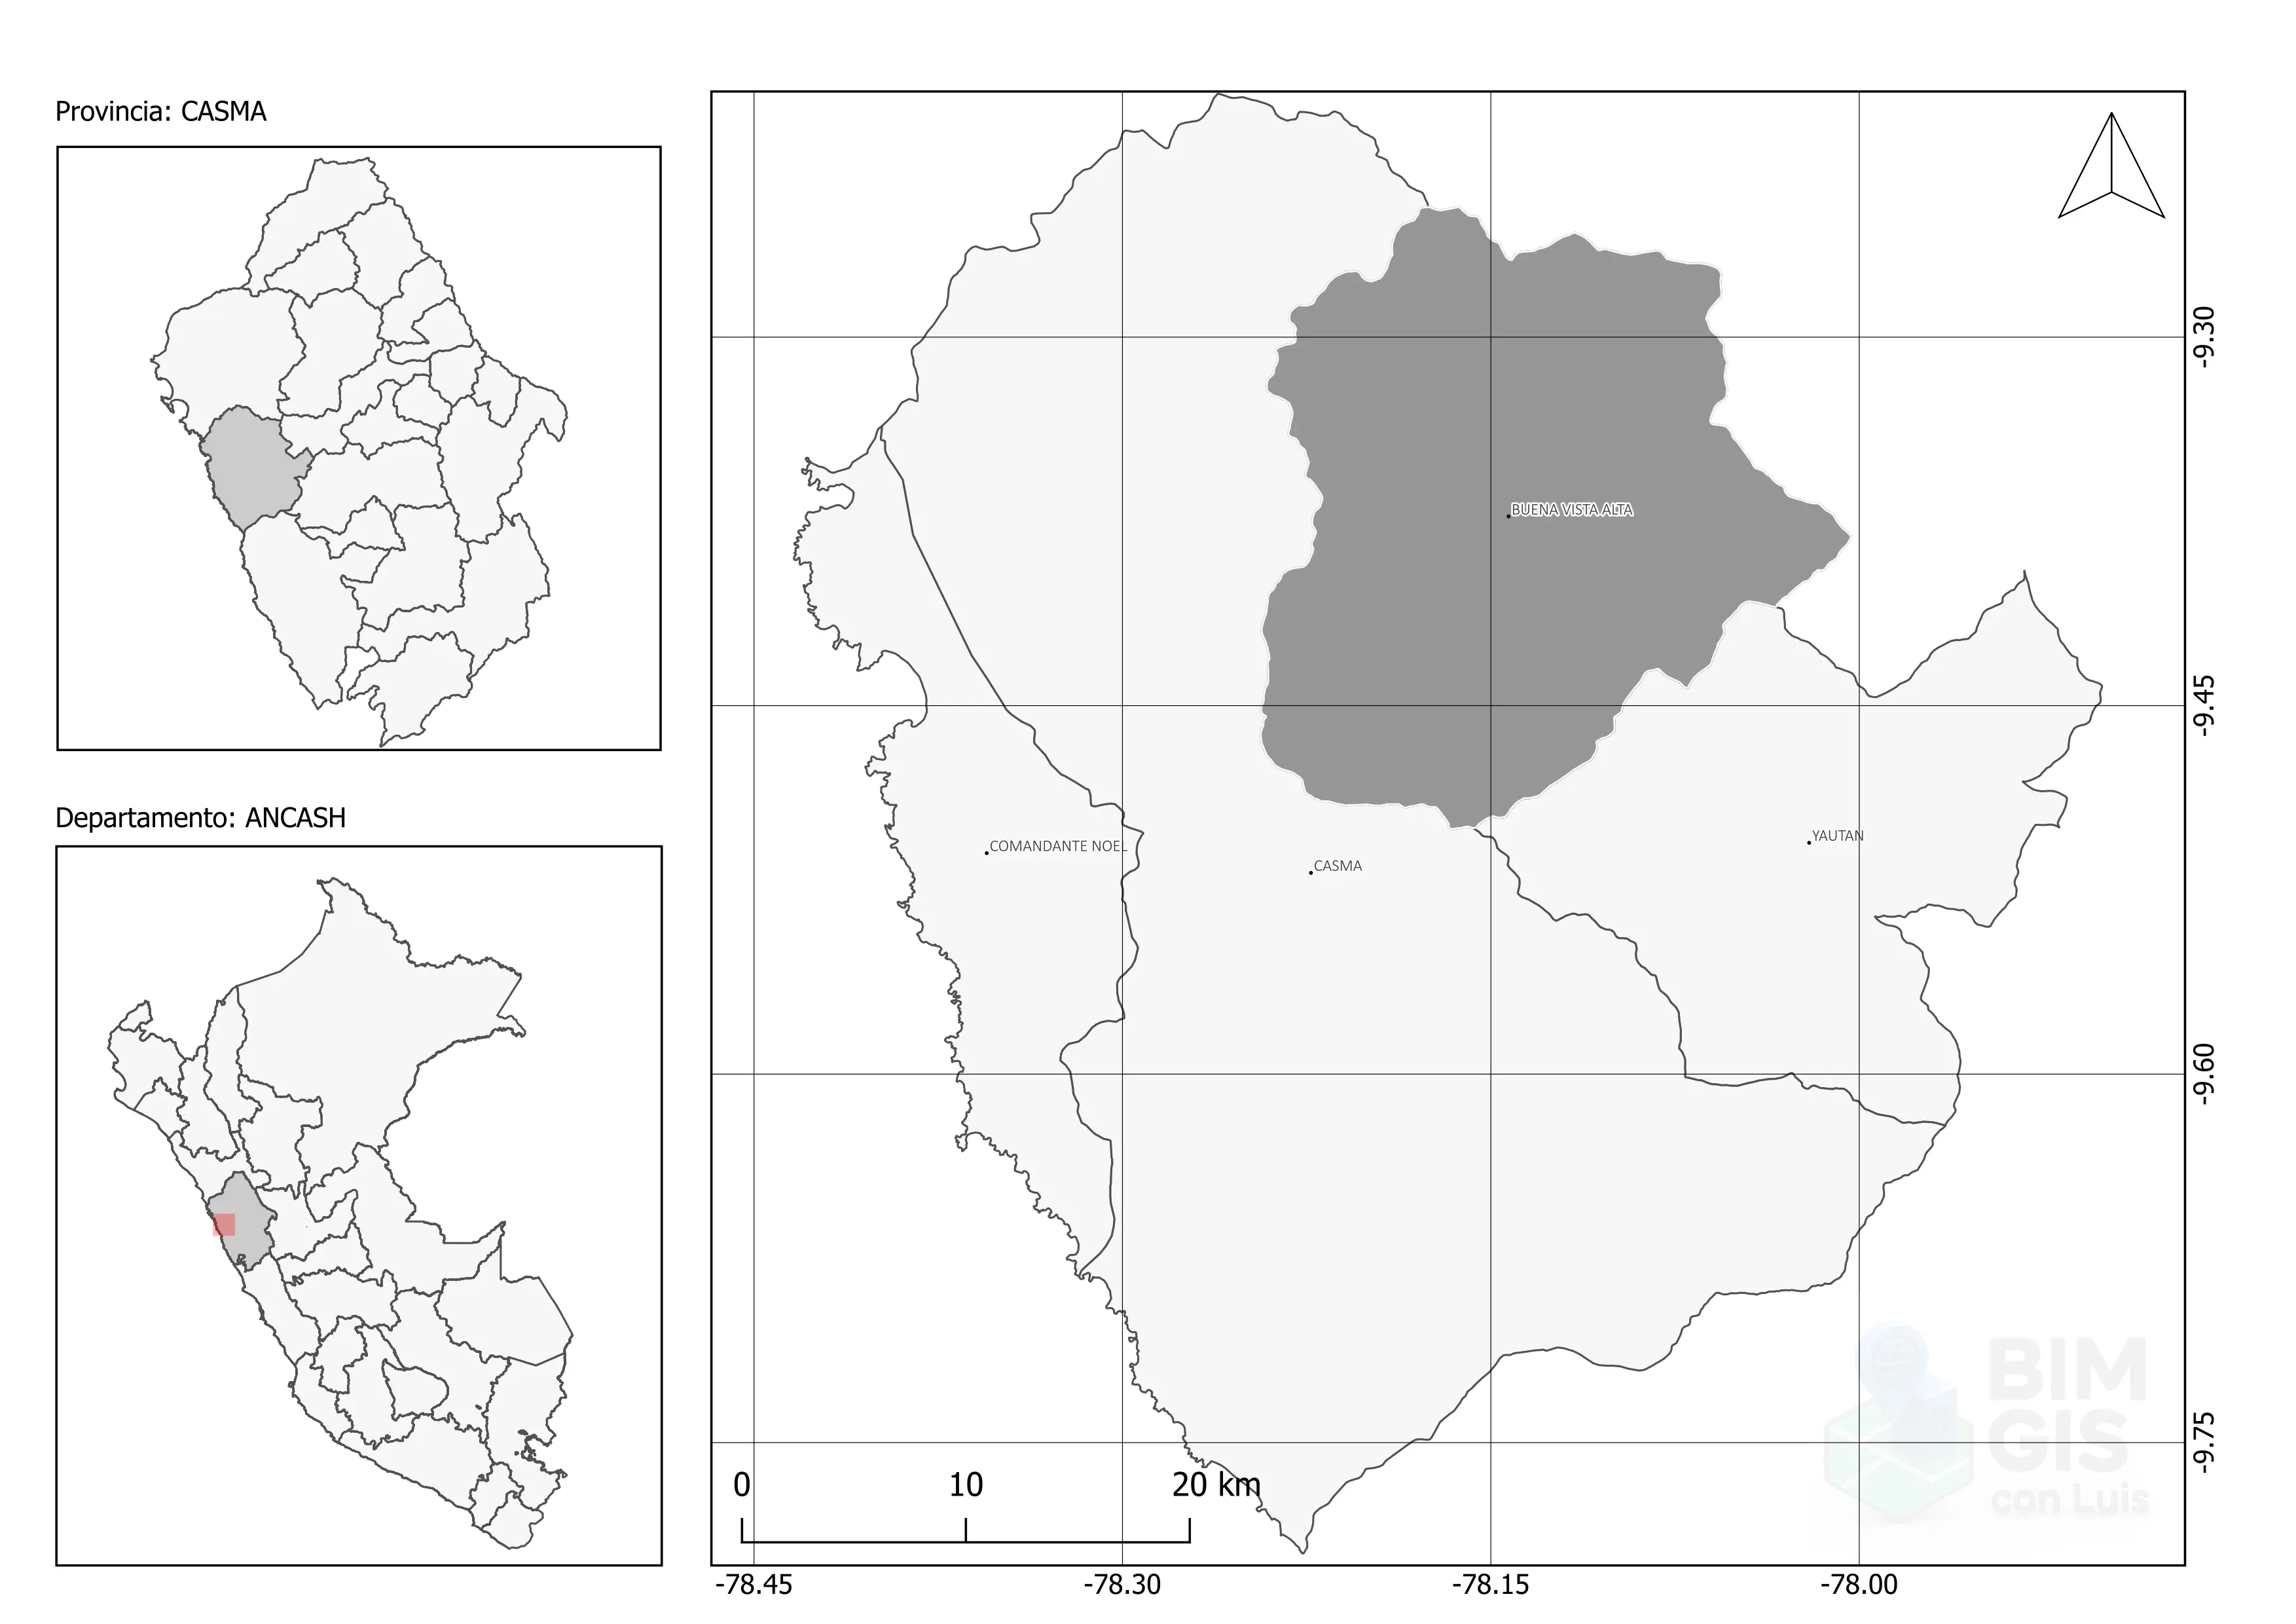 Provincia: CASMA
Departamento: ANCASH
BUENA VISTA ALTA
COMANDANTE NOEL
CASMA
YAUTAN
-9.30
-9.45
-9.60
-9.75
0 10 20 km
-78.45 -78.30 -78.15 -78.00
BIM
GIS
con Luis